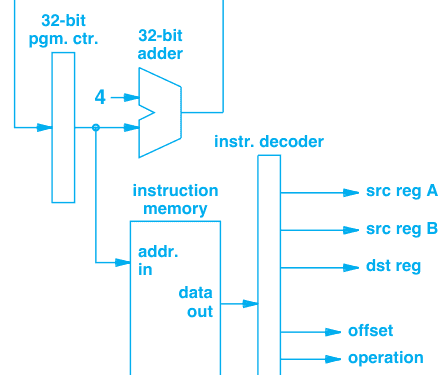 32-bit
pgm. ctr.
32-bit
adder
4
instr. decoder
instruction
memory
addr.
in
data
out
src reg A
src reg B
dst reg
offset
operation